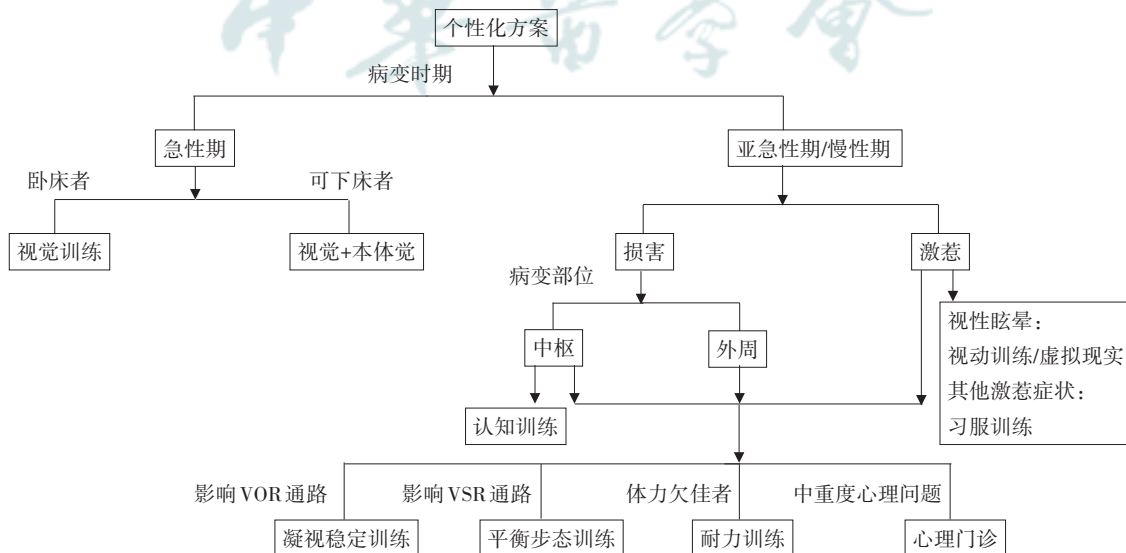 中华医学会
个性化方案
病变时期
急性期
亚急性期/慢性期
卧床者
可下床者
视觉训练
视觉+本体觉
损害
激惹
病变部位
中枢
外周
视性眩晕：
视动训练/虚拟现实
其他激惹症状：
习服训练
认知训练
影响VOR通路
影响VSR通路
体力欠佳者
中重度心理问题
凝视稳定训练
平衡步态训练
耐力训练
心理门诊